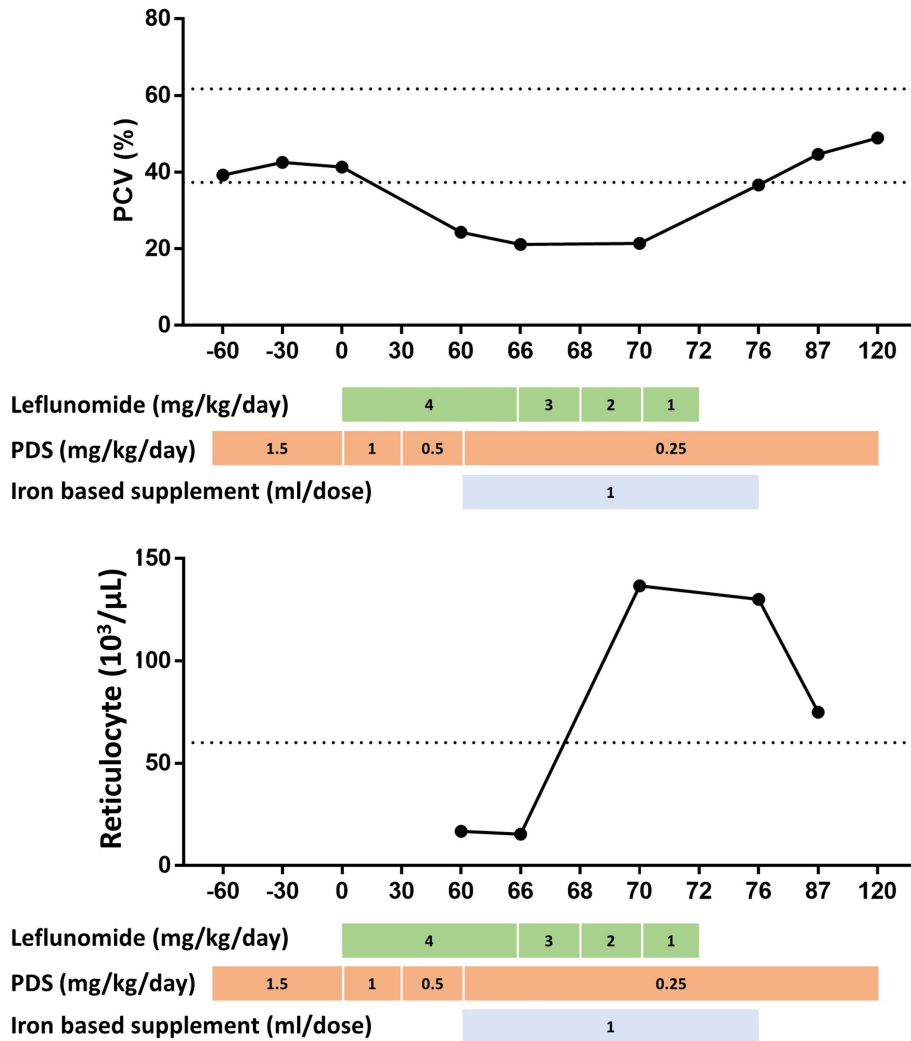 80
60
40
20
0
PCV (%)
-60 -30 0 30 60 66 68 70 72 76 87 120
Leflunomide (mg/kg/day) 4 3 2 1
PDS (mg/kg/day) 1.5 1 0.5 0.25
Iron based supplement (ml/dose) 1
150
100
50
0
Reticulocyte (10³/µL)
-60 -30 0 30 60 66 68 70 72 76 87 120
Leflunomide (mg/kg/day) 4 3 2 1
PDS (mg/kg/day) 1.5 1 0.5 0.25
Iron based supplement (ml/dose) 1